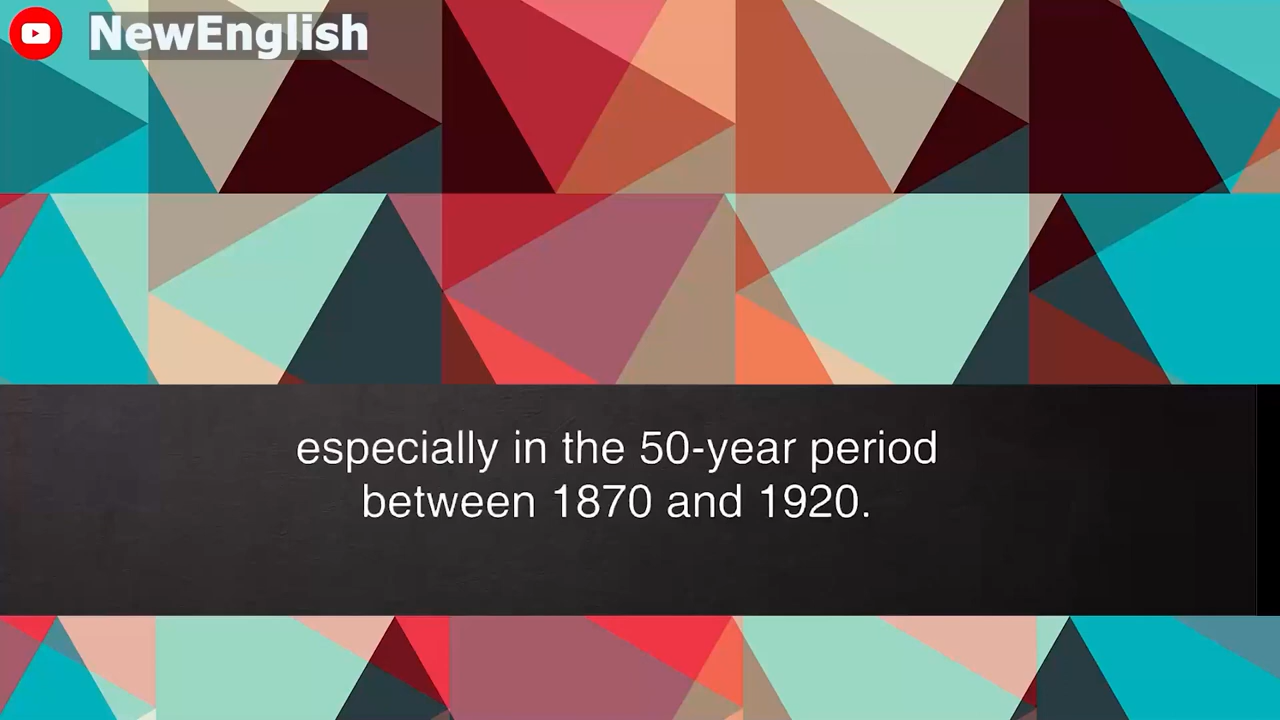 NewEnglish
especially in the 50-year period
between 1870 and 1920.